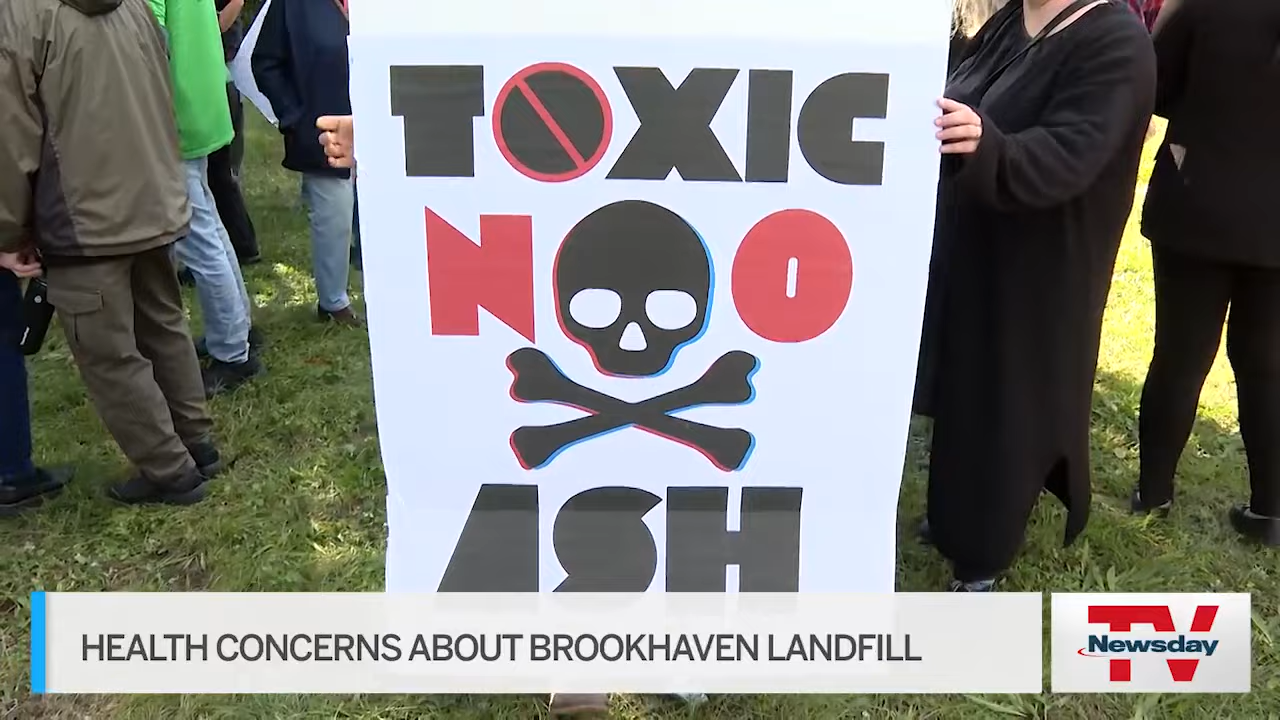 TOXIC
NO
ASH
HEALTH CONCERNS ABOUT BROOKHAVEN LANDFILL
TV
Newsday